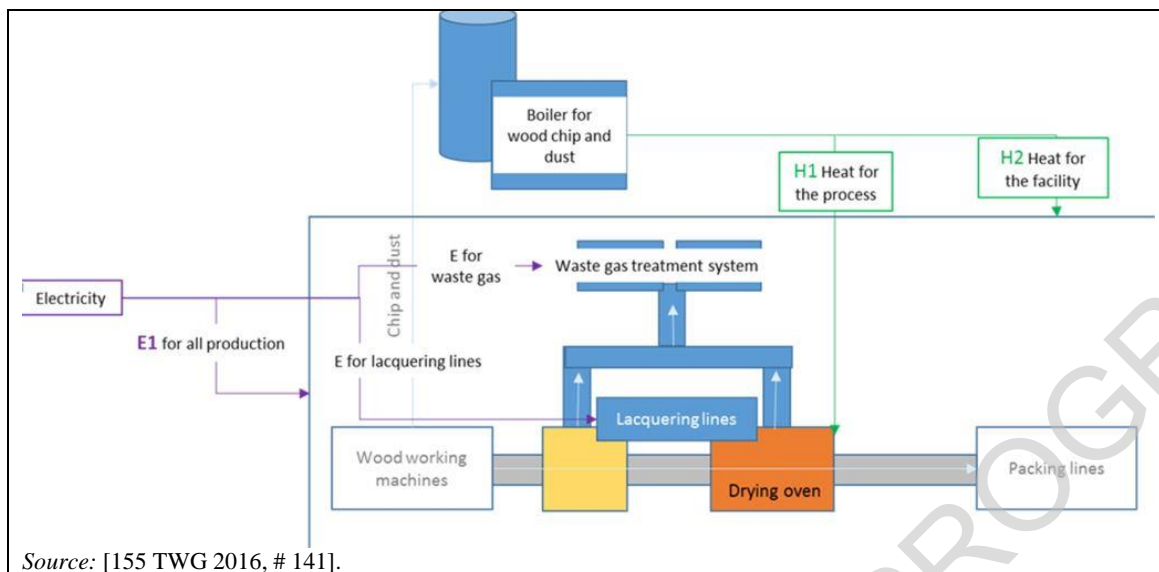 Boiler for
wood chip and
dust
H1 Heat for
the process
H2 Heat for
the facility
Chip and dust
E for
waste gas
Waste gas treatment system
Electricity
E1 for all production
E for lacquering lines
Lacquering lines
Wood working
machines
Drying oven
Packing lines
Source: [155 TWG 2016, # 141].